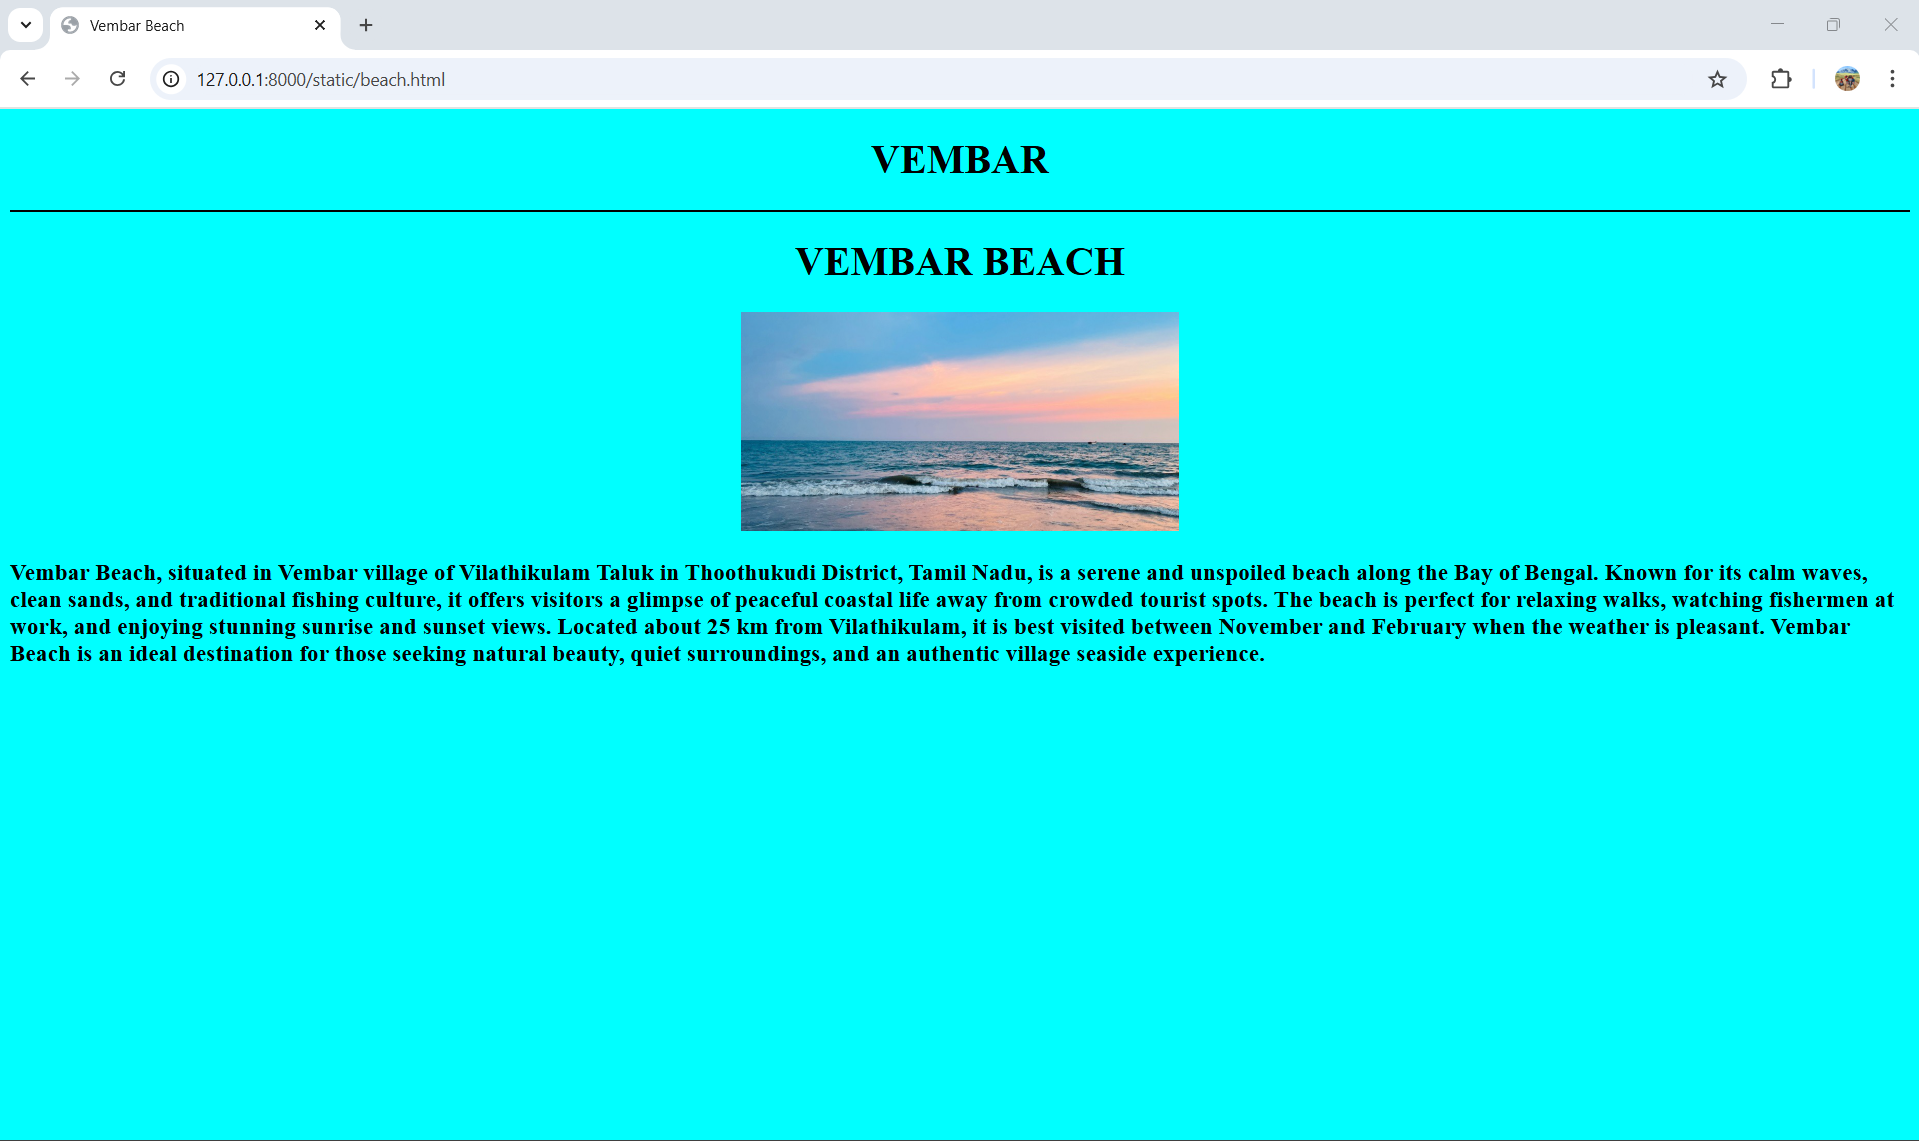 Vembar Beach
127.0.0.1:8000/static/beach.html
VEMBAR
VEMBAR BEACH
Vembar Beach, situated in Vembar village of Vilathikulam Taluk in Thoothukudi District, Tamil Nadu, is a serene and unspoiled beach along the Bay of Bengal. Known for its calm waves,
clean sands, and traditional fishing culture, it offers visitors a glimpse of peaceful coastal life away from crowded tourist spots. The beach is perfect for relaxing walks, watching fishermen at
work, and enjoying stunning sunrise and sunset views. Located about 25 km from Vilathikulam, it is best visited between November and February when the weather is pleasant. Vembar
Beach is an ideal destination for those seeking natural beauty, quiet surroundings, and an authentic village seaside experience.